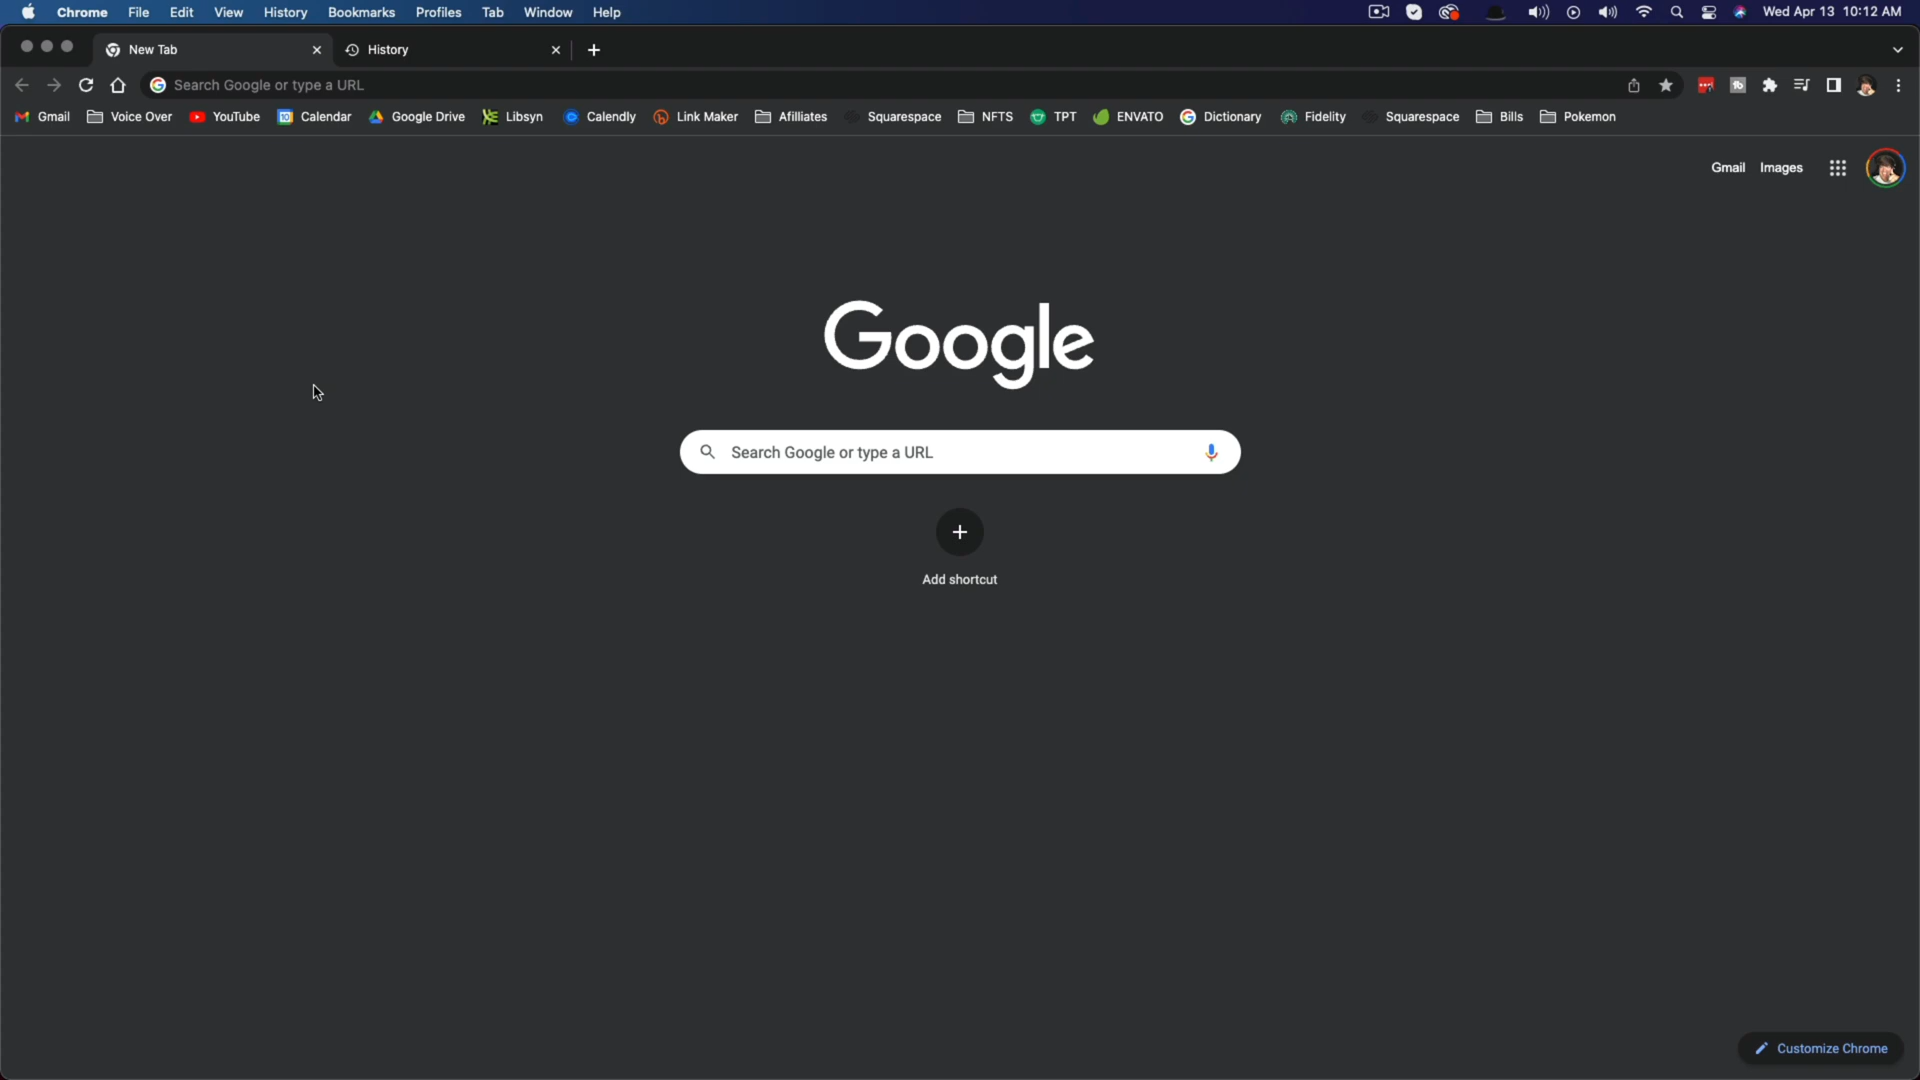 Chrome File Edit View History Bookmarks Profiles Tab Window Help Wed Apr 13 10:12 AM
New Tab History
Search Google or type a URL
Gmail Voice Over YouTube 10 Calendar Google Drive Libsyn Calendly Link Maker Afilliates Squarespace NFTS TPT ENVATO Dictionary Fidelity Squarespace Bills Pokemon
Gmail Images
Google
Search Google or type a URL
Add shortcut
Customize Chrome